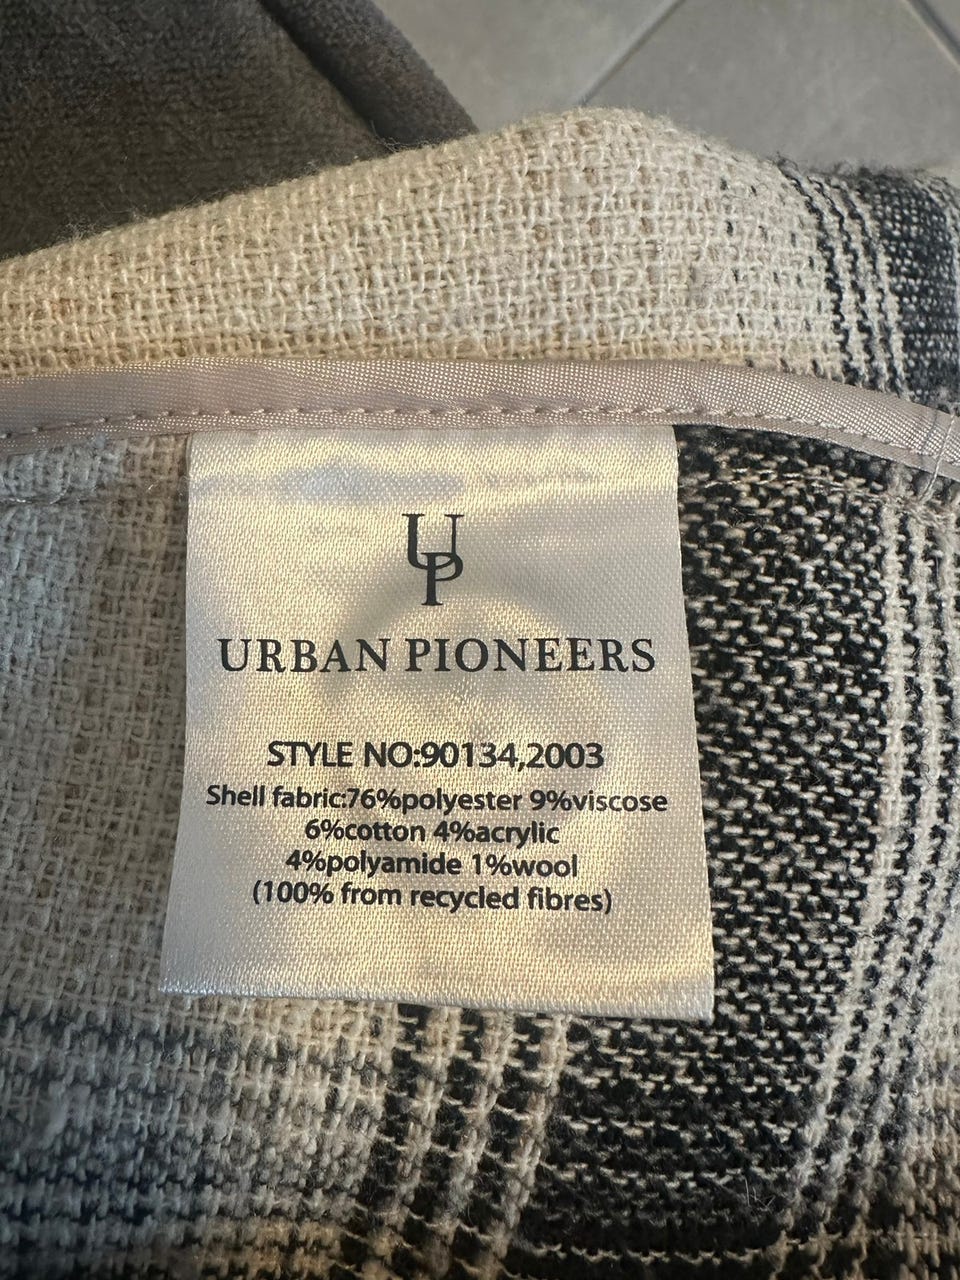 UP
URBAN PIONEERS
STYLE NO:90134,2003
Shell fabric:76%polyester 9%viscose
6%cotton 4%acrylic
4%polyamide 1%wool
(100% from recycled fibres)